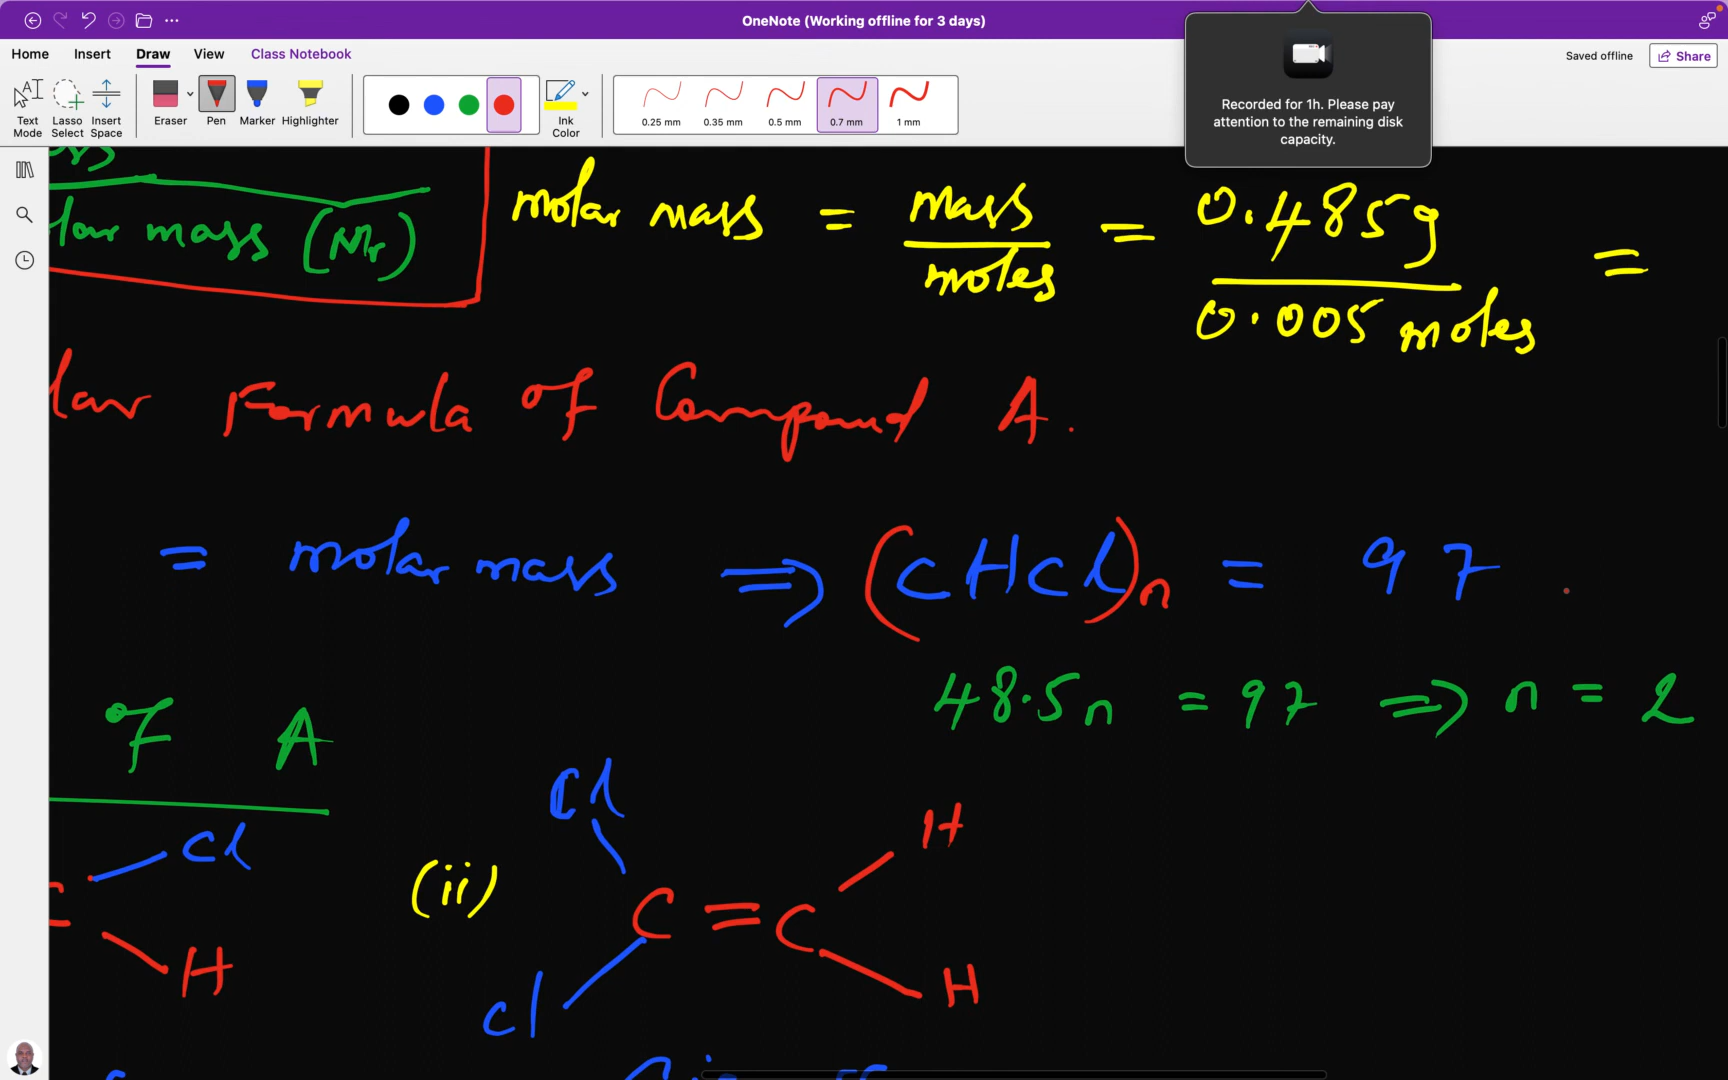 OneNote (Working offline for 3 days)
Home Insert Draw View Class Notebook
Saved offline
Share
Text Mode
Lasso Select
Insert Space
Eraser
Pen
Marker
Highlighter
Ink Color
0.25 mm
0.35 mm
0.5 mm
0.7 mm
1 mm
Recorded for 1h. Please pay
attention to the remaining disk
capacity.
lar mass (Mr)
molar mass = mass / moles = 0.485g / 0.005 moles =
lar Formula of Compound A.
= molar mass ⟹ (CHCl)n = 97
48.5n = 97 ⟹ n = 2
of A
Cl
H
(ii)
Cl H
C = C
Cl H